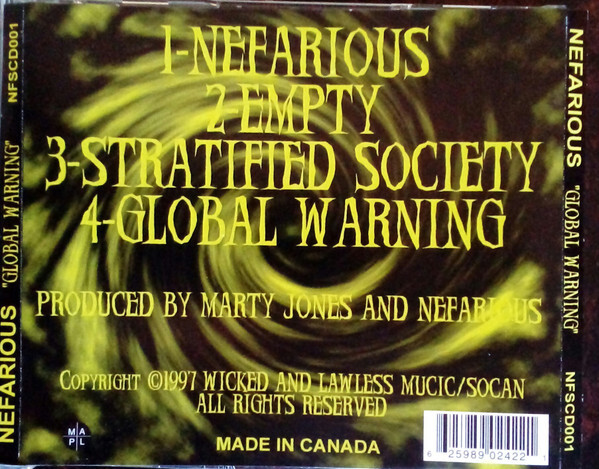 1-NEFARIOUS
2-EMPTY
3-STRATIFIED SOCIETY
4-GLOBAL WARNING
PRODUCED BY MARTY JONES AND NEFARIOUS
COPYRIGHT ©1997 WICKED AND LAWLESS MUCIC/SOCAN
ALL RIGHTS RESERVED
MADE IN CANADA
M A
P L
6 25989 02422 1
NEFARIOUS "GLOBAL WARNING" NFSCD001
NEFARIOUS "GLOBAL WARNING" NFSCD001